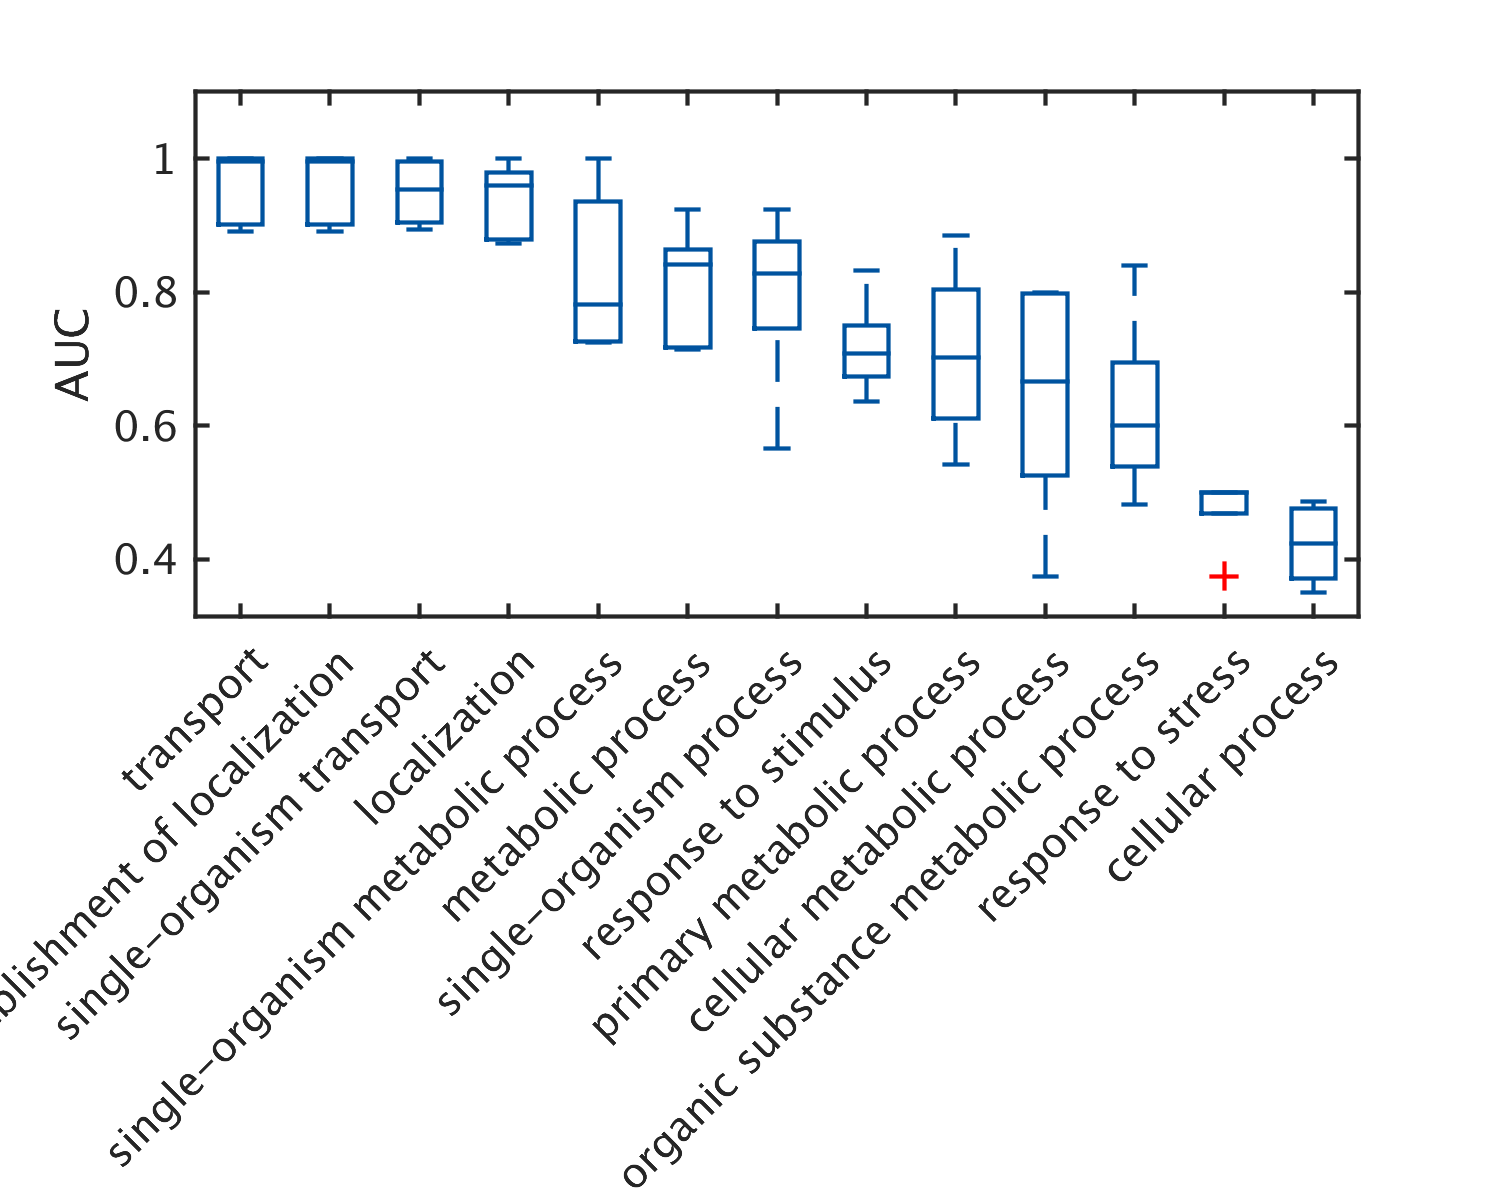 AUC
1
0.8
0.6
0.4
transport
blishment of localization
single-organism transport
localization
single-organism metabolic process
metabolic process
single-organism process
response to stimulus
primary metabolic process
cellular metabolic process
organic substance metabolic process
response to stress
cellular process